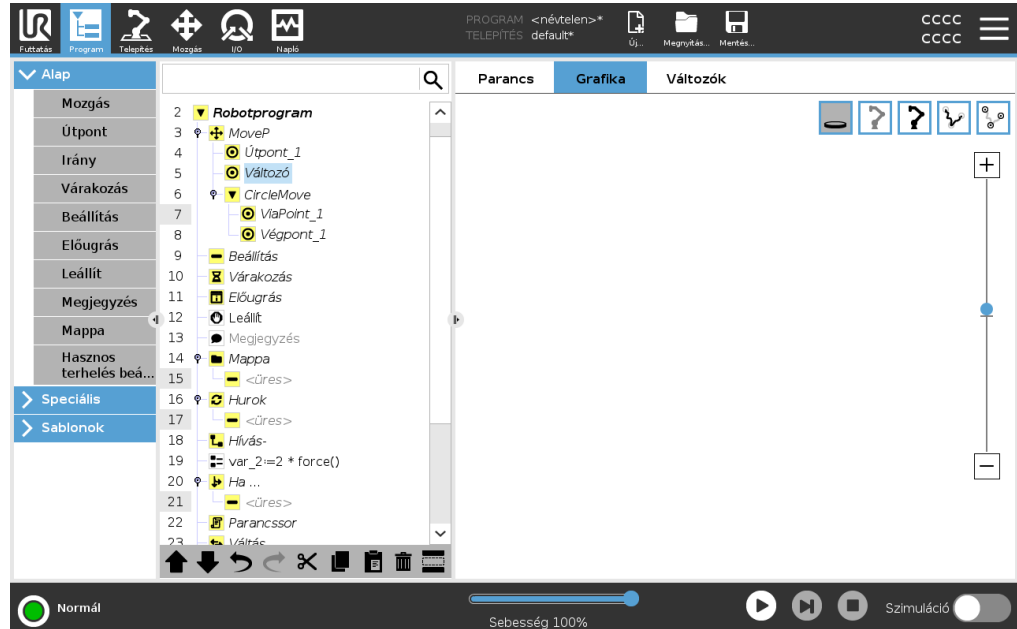 PROGRAM <névtelen>*
TELEPÍTÉS default*
CCCC
CCCC
Futtatás Program Telepítés Mozgás I/O Napló
Új... Megnyitás... Mentés...
Alap
Mozgás
Útpont
Irány
Várakozás
Beállítás
Előugrás
Leállít
Megjegyzés
Mappa
Hasznos
terhelés beá...
Speciális
Sablonok
2 Robotprogram
3 MoveP
4 Útpont_1
5 Változó
6 CircleMove
7 ViaPoint_1
8 Végpont_1
9 Beállítás
10 Várakozás
11 Előugrás
12 Leállít
13 Megjegyzés
14 Mappa
15 <üres>
16 Hurok
17 <üres>
18 Hívás-
19 var_2≔2 * force()
20 Ha ...
21 <üres>
22 Parancssor
23 Váltás
Parancs Grafika Változók
Normál
Sebesség 100%
Szimuláció